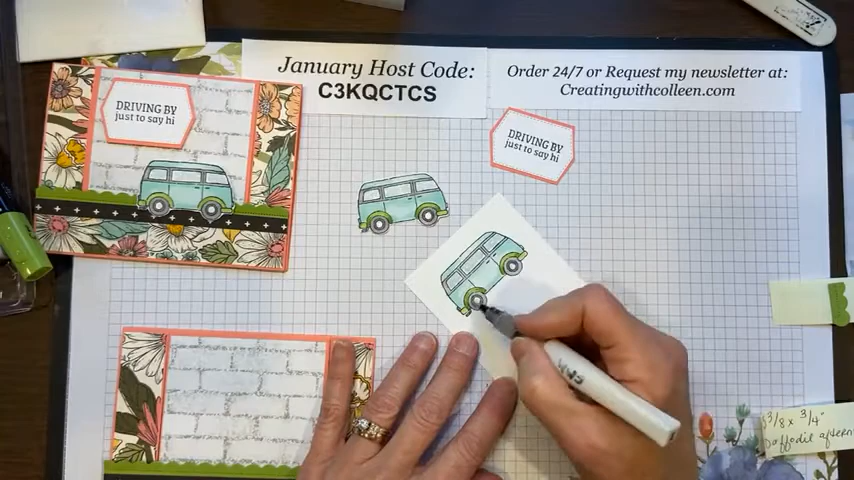 January Host Code:
C3KQCTCS
Order 24/7 or Request my newsletter at:
Creatingwithcolleen.com
DRIVING BY
just to say hi
DRIVING BY
just to say hi
3/8 x 3/4"
Daffodil afternoon